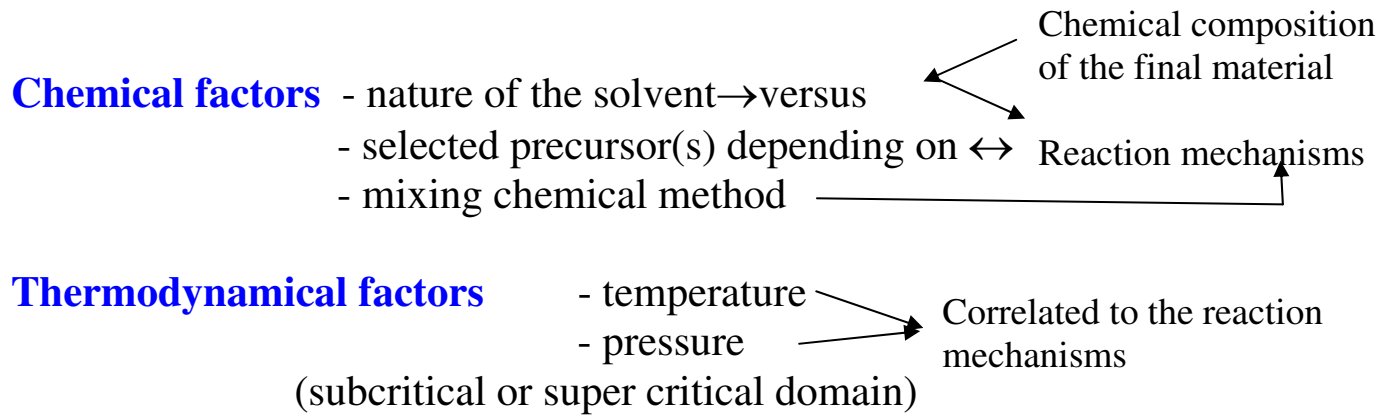 Chemical composition
of the final material
Chemical factors - nature of the solvent→versus
- selected precursor(s) depending on ↔ Reaction mechanisms
- mixing chemical method
Thermodynamical factors - temperature
Correlated to the reaction
- pressure
mechanisms
(subcritical or super critical domain)